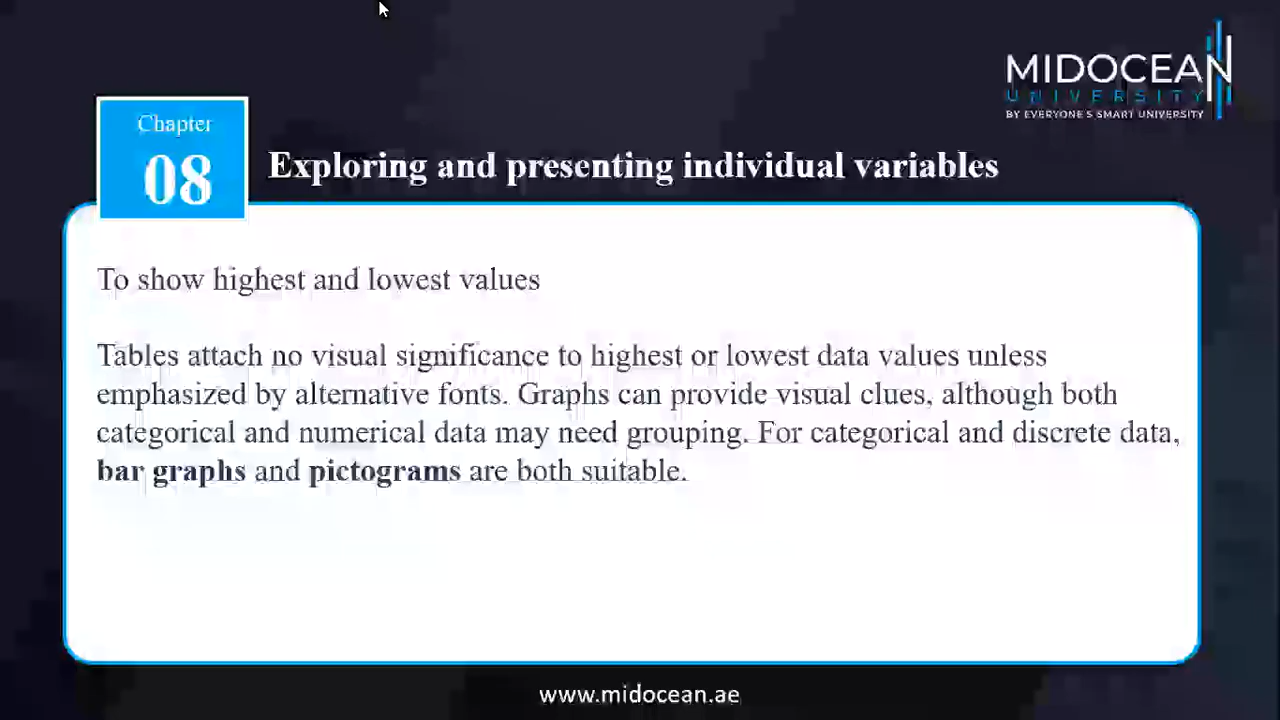 MIDOCEAN
UNIVERSITY
BY EVERYONE'S SMART UNIVERSITY
Chapter
08
Exploring and presenting individual variables
To show highest and lowest values
Tables attach no visual significance to highest or lowest data values unless
emphasized by alternative fonts. Graphs can provide visual clues, although both
categorical and numerical data may need grouping. For categorical and discrete data,
bar graphs and pictograms are both suitable.
www.midocean.ae